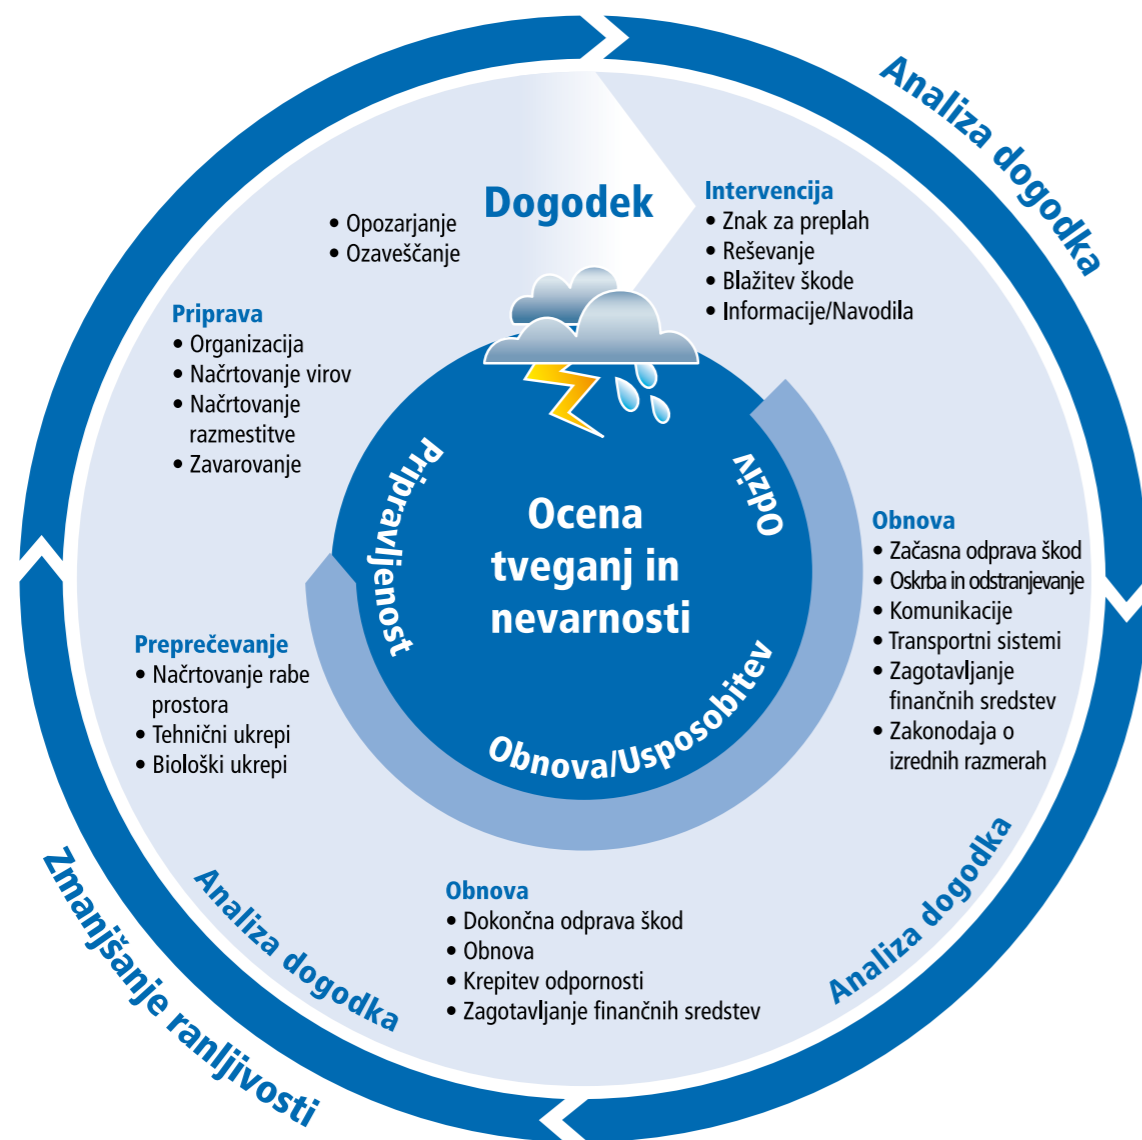 Analiza dogodka
Dogodek
• Opozarjanje
• Ozaveščanje
Intervencija
• Znak za preplah
• Reševanje
• Blažitev škode
• Informacije/Navodila
Priprava
• Organizacija
• Načrtovanje virov
• Načrtovanje
razmestitve
• Zavarovanje
Pripravljenost
Odziv
Ocena
tveganj in
nevarnosti
Obnova/Usposobitev
Obnova
• Začasna odprava škod
• Oskrba in odstranjevanje
• Komunikacije
• Transportni sistemi
• Zagotavljanje
finančnih sredstev
• Zakonodaja o
izrednih razmerah
Preprečevanje
• Načrtovanje rabe
prostora
• Tehnični ukrepi
• Biološki ukrepi
Analiza dogodka
Obnova
• Dokončna odprava škod
• Obnova
• Krepitev odpornosti
• Zagotavljanje finančnih sredstev
Analiza dogodka
Zmanjšanje ranljivosti